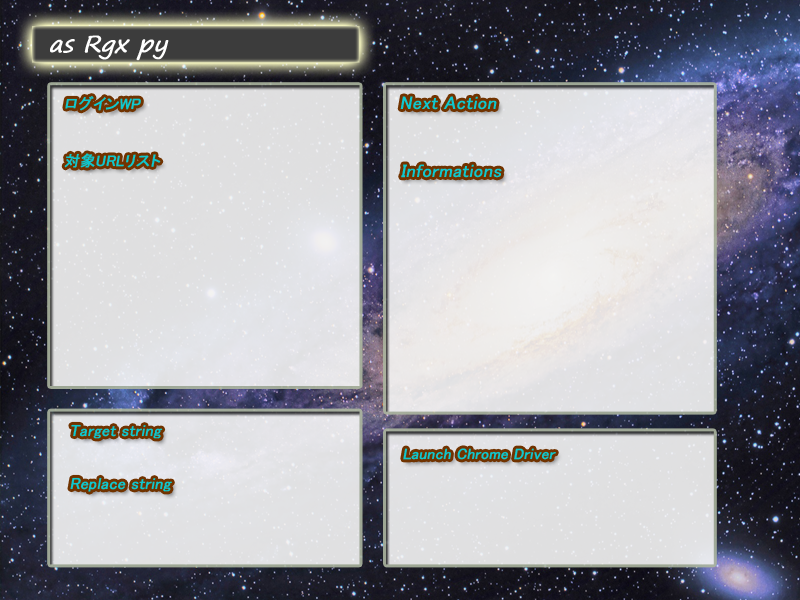 as Rgx py
ログインWP
対象URLリスト
Target string
Replace string
Next Action
Informations
Launch Chrome Driver